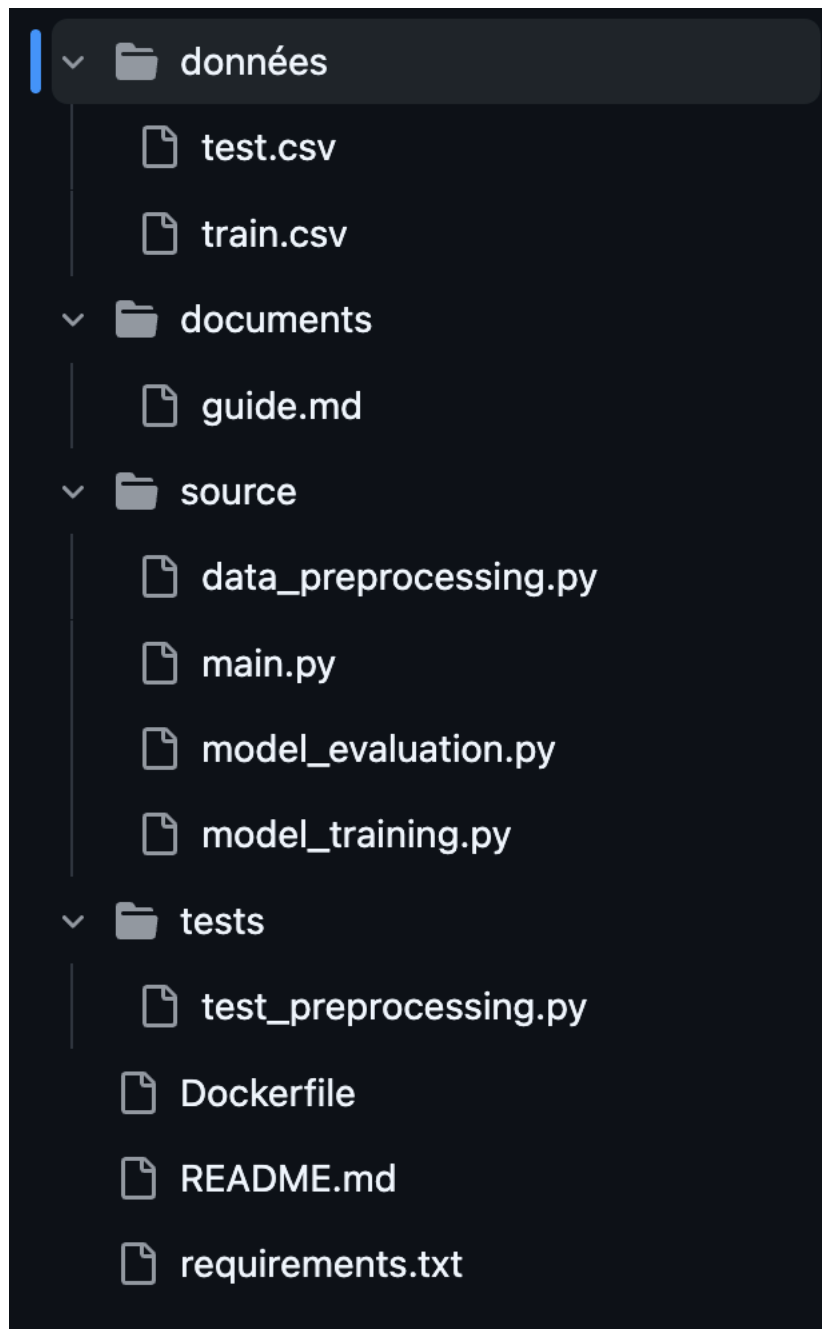 données
test.csv
train.csv
documents
guide.md
source
data_preprocessing.py
main.py
model_evaluation.py
model_training.py
tests
test_preprocessing.py
Dockerfile
README.md
requirements.txt